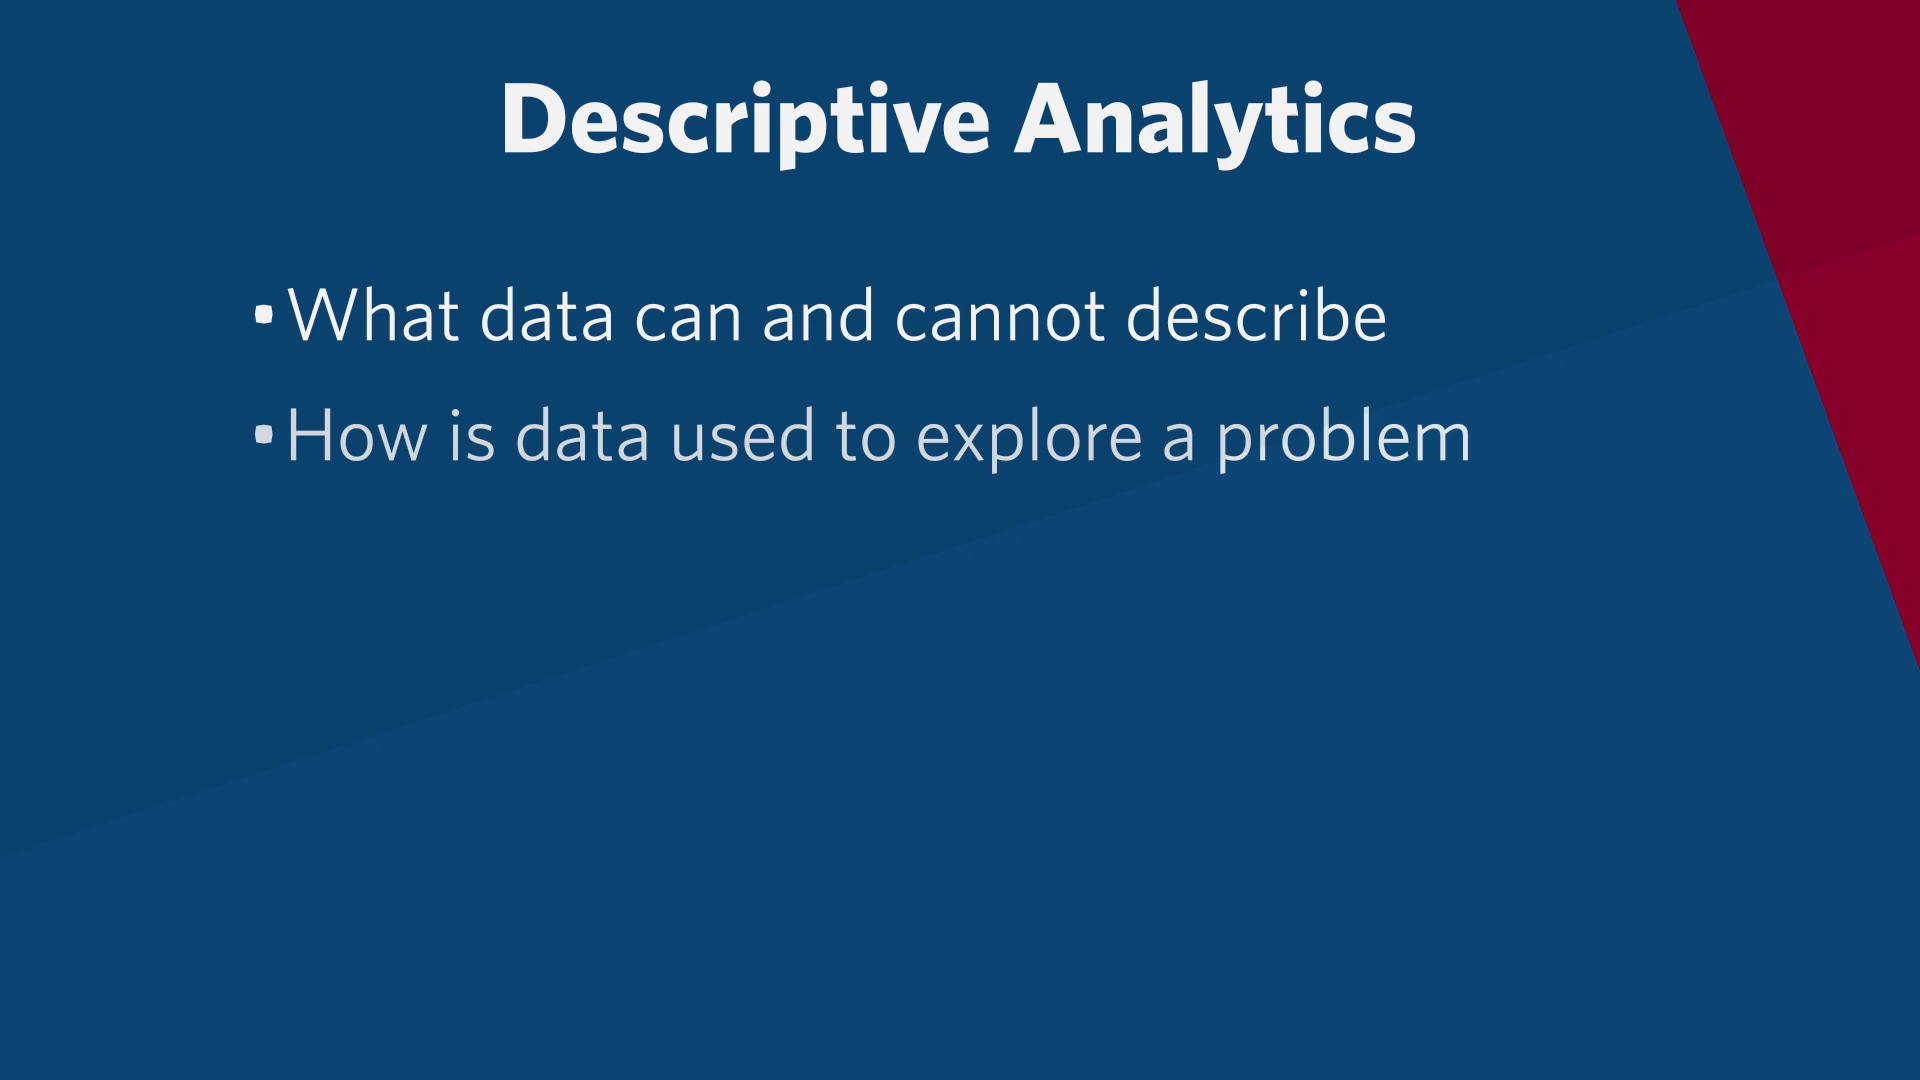 Descriptive Analytics
• What data can and cannot describe
• How is data used to explore a problem